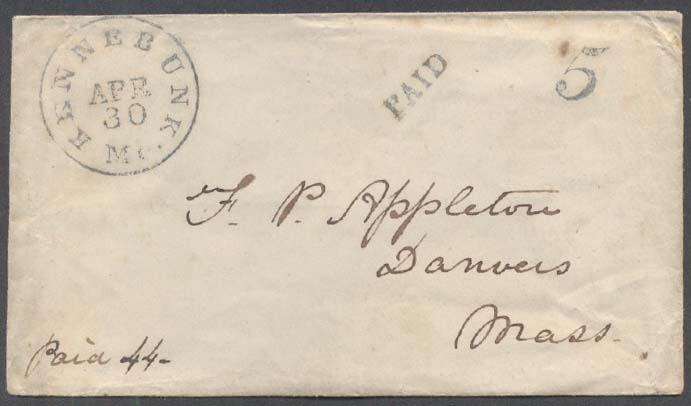 KENNEBUNK Me.
APR
30
PAID
5
F. P. Appleton
Danvers
Mass.
Paid 44